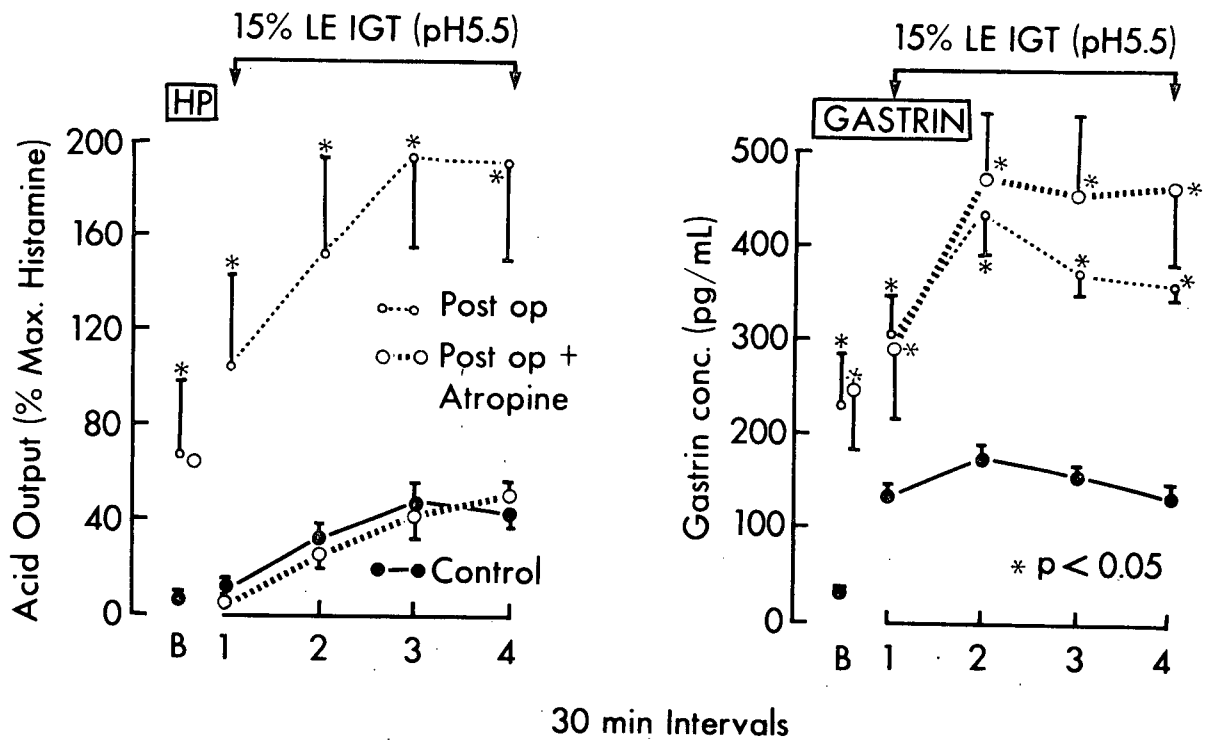 15% LE IGT (pH5.5)
HP
Acid Output (% Max. Histamine)
200
160
120
80
40
0
*
*
*
*
*
Post op
Post op +
Atropine
Control
B 1 2 3 4
15% LE IGT (pH5.5)
GASTRIN
Gastrin conc. (pg/mL)
500
400
300
200
100
0
*
*
*
*
*
*
*
*
*
*
* p < 0.05
B 1 2 3 4
30 min Intervals